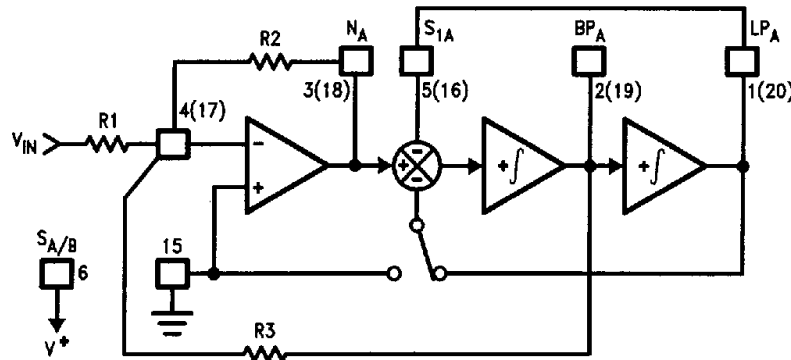 R2
N_A
S_1A
BP_A
LP_A
3(18)
5(16)
2(19)
1(20)
R1
4(17)
V_IN
−
+
+
−
−
+∫
+∫
S_A/B
6
15
V+
R3